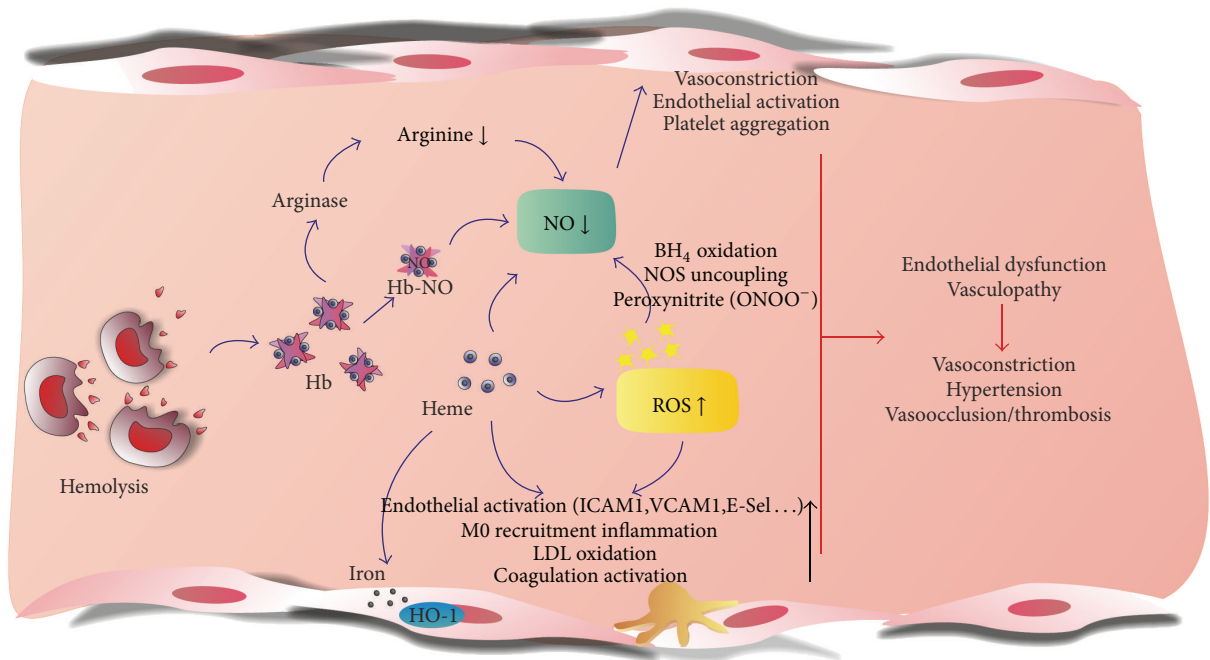 Vasoconstriction
Endothelial activation
Platelet aggregation
Arginine ↓
Arginase
NO ↓
NO
Hb-NO
BH₄ oxidation
NOS uncoupling
Peroxynitrite (ONOO⁻)
Endothelial dysfunction
Vasculopathy
Vasoconstriction
Hypertension
Vasoocclusion/thrombosis
Hb
Heme
ROS ↑
Hemolysis
Endothelial activation (ICAM1,VCAM1,E-Sel...)
M0 recruitment inflammation
LDL oxidation
Coagulation activation
Iron
HO-1